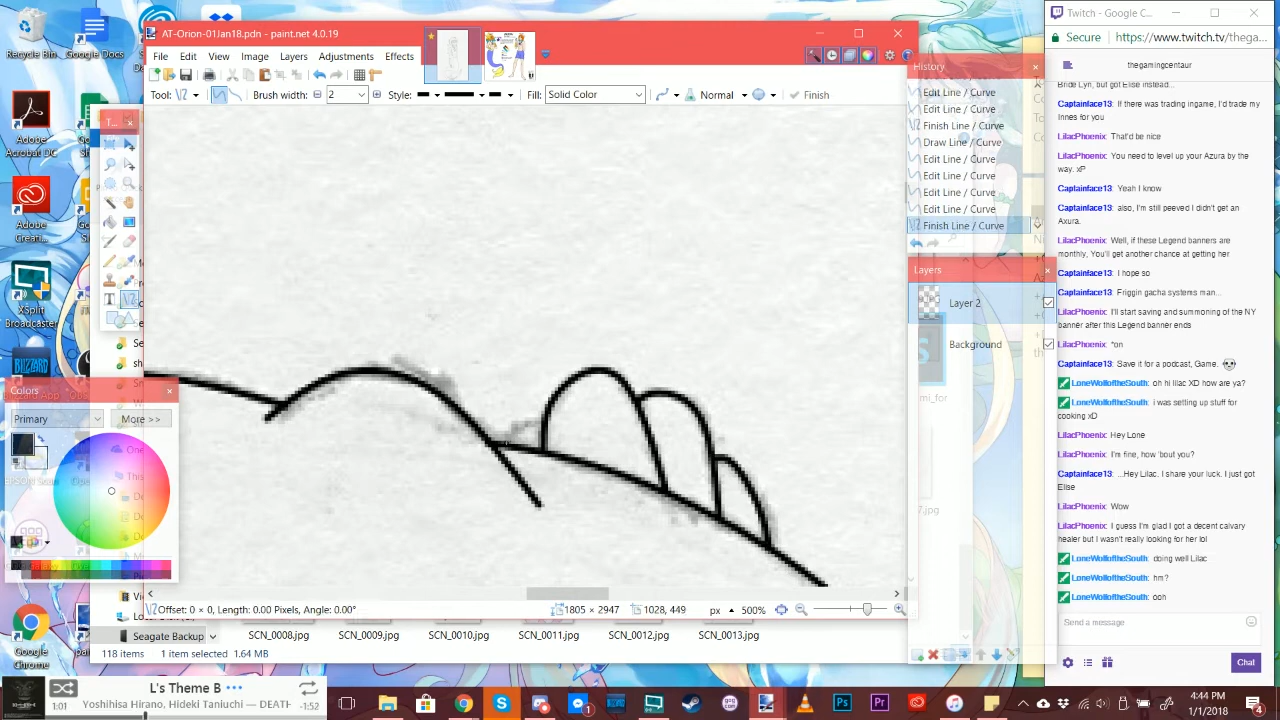 Recycle Bin
Google Docs
Adobe
Acrobat DC
Adobe
Creati...
XSplit
Broadcaster
Google
Chrome
AT-Orion-01Jan18.pdn - paint.net 4.0.19
File Edit View Image Layers Adjustments Effects
Tool: Brush width: 2 Style: Fill: Solid Color Normal Finish
T...
History
Edit Line / Curve
Edit Line / Curve
Finish Line / Curve
Draw Line / Curve
Edit Line / Curve
Edit Line / Curve
Edit Line / Curve
Edit Line / Curve
Finish Line / Curve
Layers
Layer 2
Background
Colors
Primary More >>
Offset: 0 × 0, Length: 0.00 Pixels, Angle: 0.00° 1805 × 2947 1028, 449 px 500%
Seagate Backup
SCN_0008.jpg SCN_0009.jpg SCN_0010.jpg SCN_0011.jpg SCN_0012.jpg SCN_0013.jpg
118 items 1 item selected 1.64 MB
L's Theme B
1:01 Yoshihisa Hirano, Hideki Taniuchi — DEATH -1:52
Twitch - Google C...
Secure https://www.twitch.tv/thega...
thegamingcentaur
Bride Lyn, but got Elise instead...
Captainface13: If there was trading ingame, I'd trade my
Innes for you
LilacPhoenix: That'd be nice
LilacPhoenix: You need to level up your Azura by the
way. xP
Captainface13: Yeah I know
Captainface13: also, I'm still peeved I didn't get an
Axura.
LilacPhoenix: Well, if these Legend banners are
monthly, You'll get another chance at getting her
Captainface13: I hope so
Captainface13: Friggin gacha systems man...
LilacPhoenix: I'll start saving and summoning of the NY
banner after this Legend banner ends
LilacPhoenix: *on
Captainface13: Save it for a podcast, Game.
LoneWolfoftheSouth: oh hi lilac XD how are ya?
LoneWolfoftheSouth: i was setting up stuff for
cooking xD
LilacPhoenix: Hey Lone
LilacPhoenix: I'm fine, how 'bout you?
Captainface13: ...Hey Lilac. I share your luck. I just got
Elise
LilacPhoenix: Wow
LilacPhoenix: I guess I'm glad I got a decent calvary
healer but I wasn't really looking for her lol
LoneWolfoftheSouth: doing well Lilac
LoneWolfoftheSouth: hm?
LoneWolfoftheSouth: ooh
Send a message
Chat
4:44 PM
1/1/2018